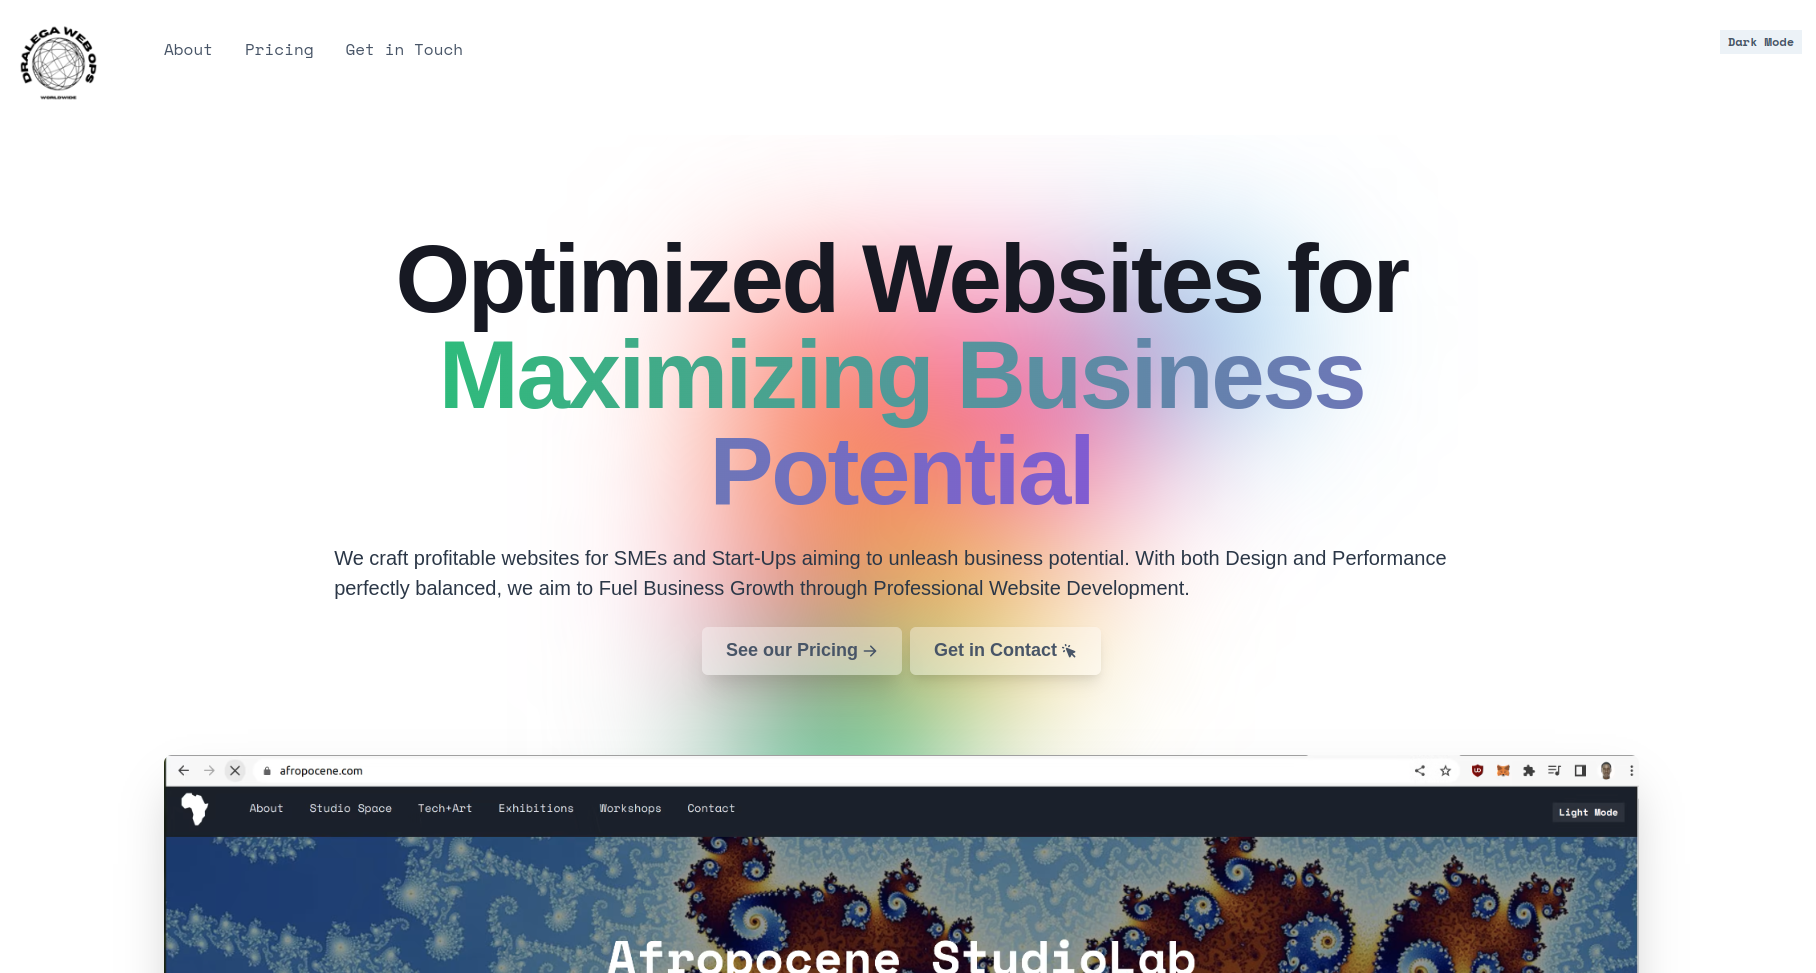 DRALEGA WEB OPS
WORLDWIDE
About Pricing Get in Touch
Dark Mode
Optimized Websites for
Maximizing Business
Potential
We craft profitable websites for SMEs and Start-Ups aiming to unleash business potential. With both Design and Performance
perfectly balanced, we aim to Fuel Business Growth through Professional Website Development.
See our Pricing Get in Contact
afropocene.com
About Studio Space Tech+Art Exhibitions Workshops Contact
Light Mode
Afropocene StudioLab